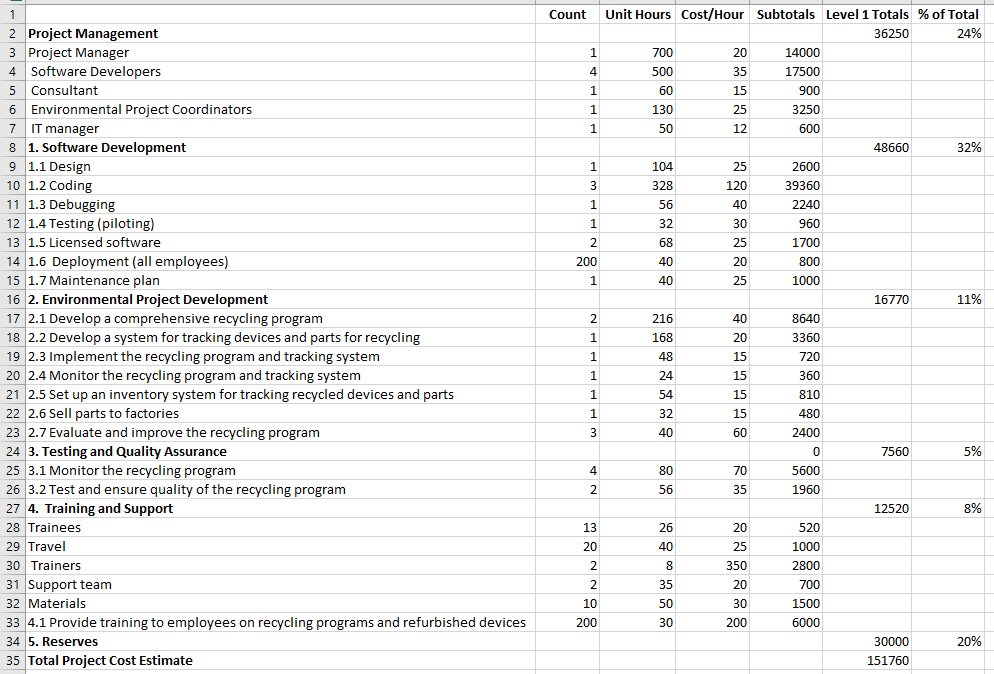 1 Count Unit Hours Cost/Hour Subtotals Level 1 Totals % of Total
2 Project Management 36250 24%
3 Project Manager 1 700 20 14000
4 Software Developers 4 500 35 17500
5 Consultant 1 60 15 900
6 Environmental Project Coordinators 1 130 25 3250
7 IT manager 1 50 12 600
8 1. Software Development 48660 32%
9 1.1 Design 1 104 25 2600
10 1.2 Coding 3 328 120 39360
11 1.3 Debugging 1 56 40 2240
12 1.4 Testing (piloting) 1 32 30 960
13 1.5 Licensed software 2 68 25 1700
14 1.6 Deployment (all employees) 200 40 20 800
15 1.7 Maintenance plan 1 40 25 1000
16 2. Environmental Project Development 16770 11%
17 2.1 Develop a comprehensive recycling program 2 216 40 8640
18 2.2 Develop a system for tracking devices and parts for recycling 1 168 20 3360
19 2.3 Implement the recycling program and tracking system 1 48 15 720
20 2.4 Monitor the recycling program and tracking system 1 24 15 360
21 2.5 Set up an inventory system for tracking recycled devices and parts 1 54 15 810
22 2.6 Sell parts to factories 1 32 15 480
23 2.7 Evaluate and improve the recycling program 3 40 60 2400
24 3. Testing and Quality Assurance 0 7560 5%
25 3.1 Monitor the recycling program 4 80 70 5600
26 3.2 Test and ensure quality of the recycling program 2 56 35 1960
27 4. Training and Support 12520 8%
28 Trainees 13 26 20 520
29 Travel 20 40 25 1000
30 Trainers 2 8 350 2800
31 Support team 2 35 20 700
32 Materials 10 50 30 1500
33 4.1 Provide training to employees on recycling programs and refurbished devices 200 30 200 6000
34 5. Reserves 30000 20%
35 Total Project Cost Estimate 151760